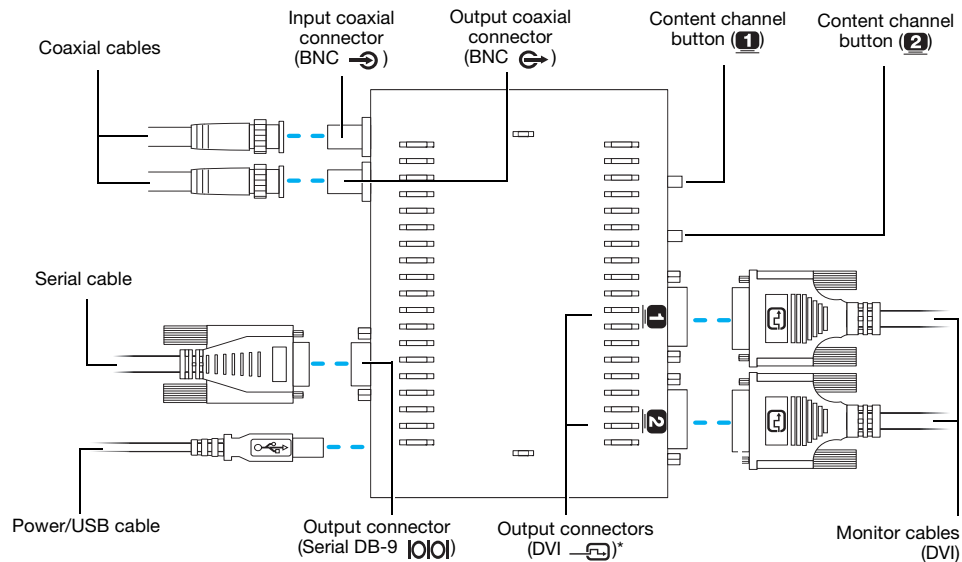 Coaxial cables
Input coaxial
connector
(BNC )
Output coaxial
connector
(BNC )
Content channel
button (1)
Content channel
button (2)
Serial cable
1
2
Power/USB cable
Output connector
(Serial DB-9 |O|O|)
Output connectors
(DVI )*
Monitor cables
(DVI)